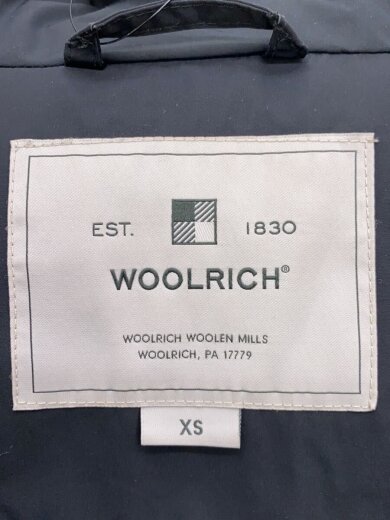 EST. 1830
WOOLRICH®
WOOLRICH WOOLEN MILLS
WOOLRICH, PA 17779
XS